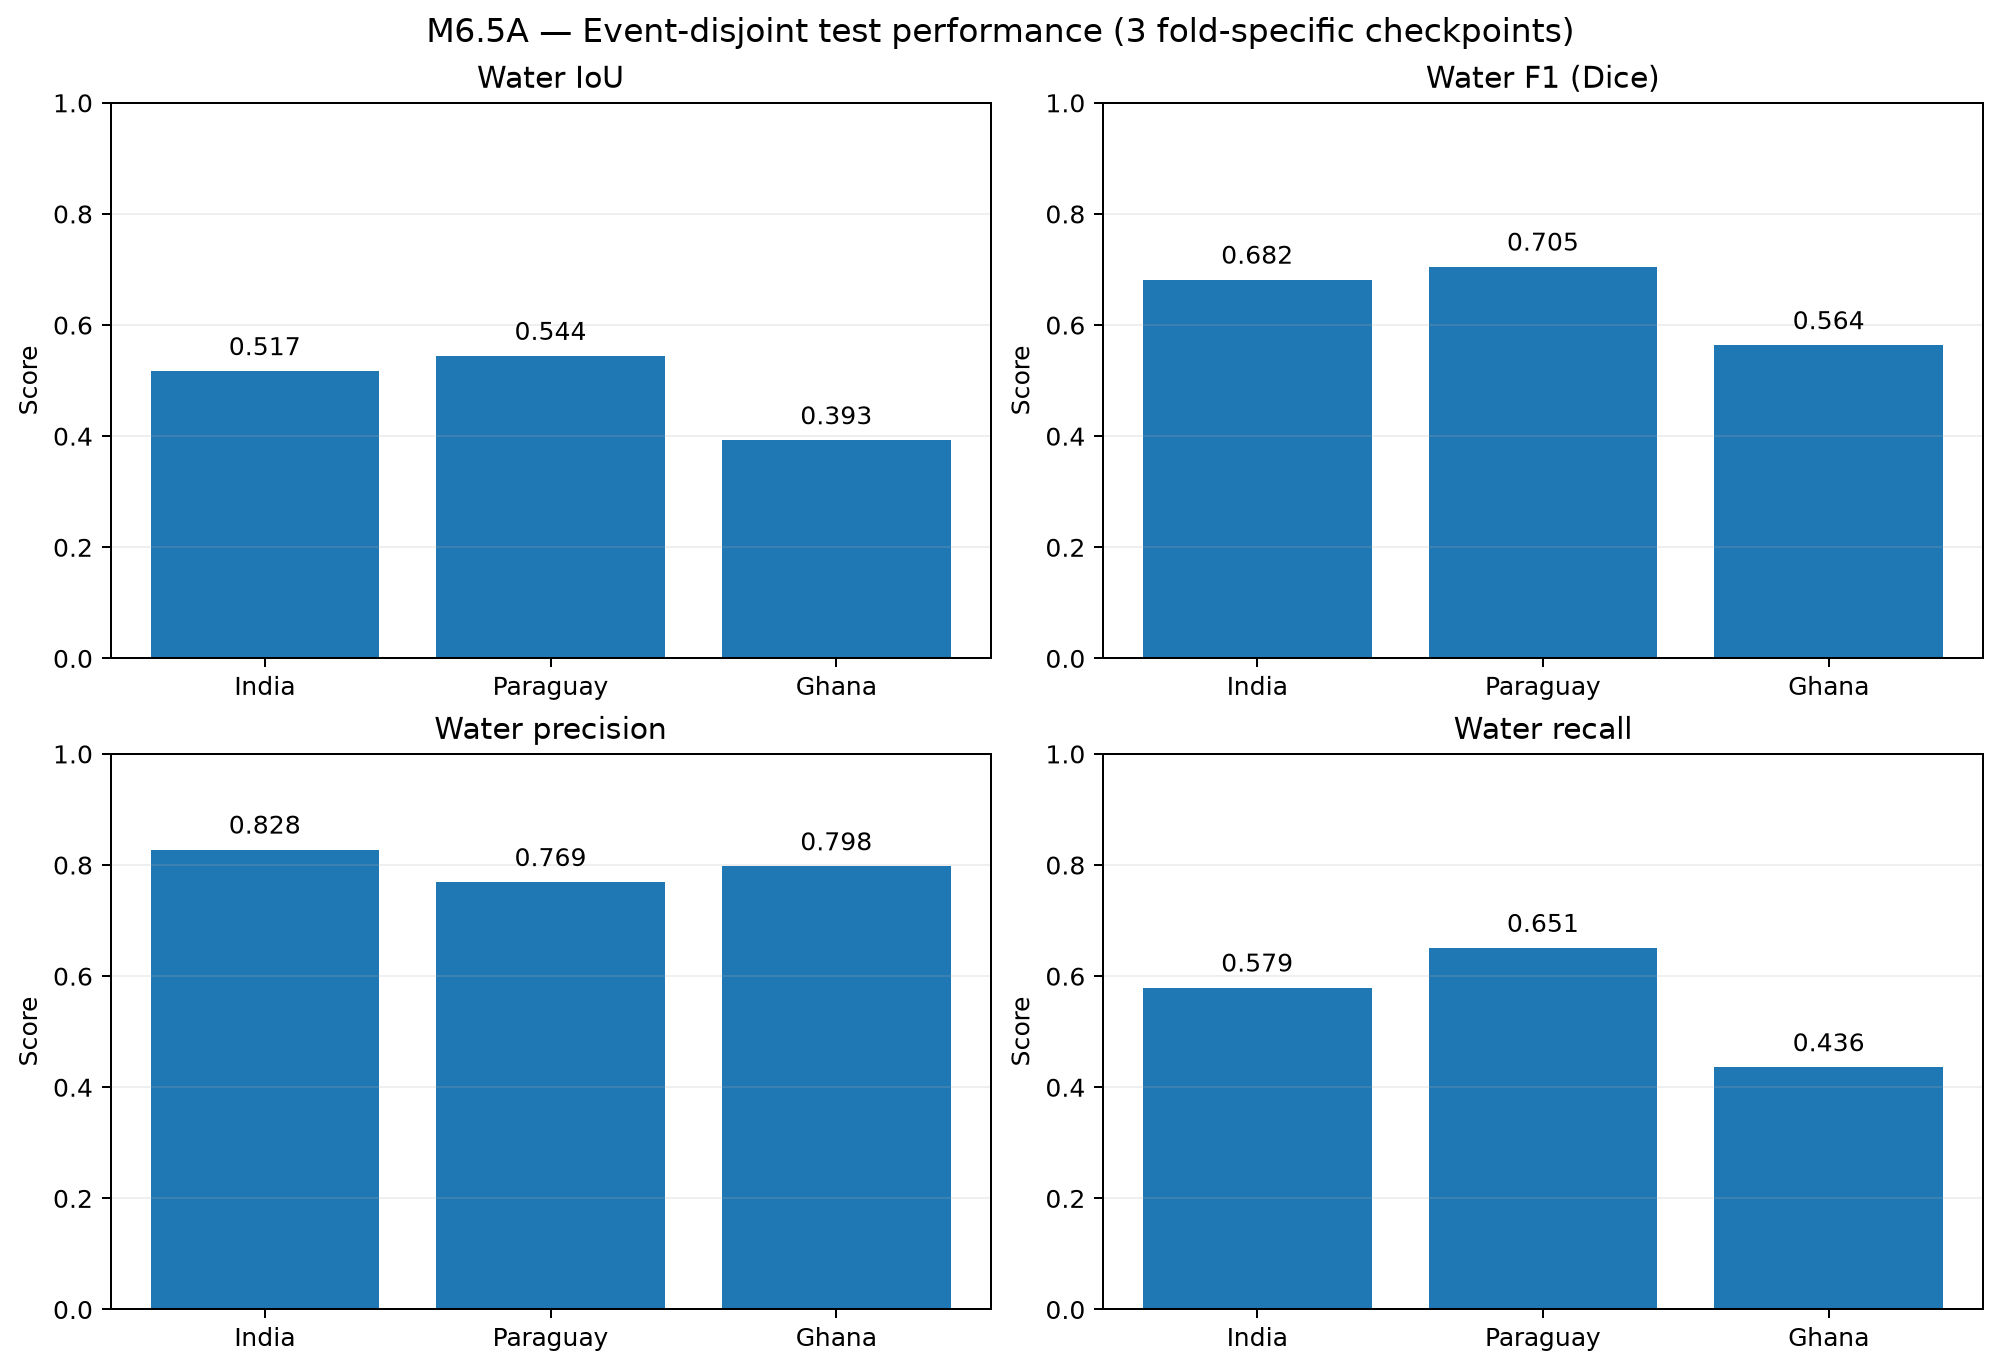 M6.5A — Event-disjoint test performance (3 fold-specific checkpoints)
Water IoU
Score
1.0
0.8
0.6
0.4
0.2
0.0
0.517
0.544
0.393
India Paraguay Ghana
Water F1 (Dice)
Score
1.0
0.8
0.6
0.4
0.2
0.0
0.682
0.705
0.564
India Paraguay Ghana
Water precision
Score
1.0
0.8
0.6
0.4
0.2
0.0
0.828
0.769
0.798
India Paraguay Ghana
Water recall
Score
1.0
0.8
0.6
0.4
0.2
0.0
0.579
0.651
0.436
India Paraguay Ghana